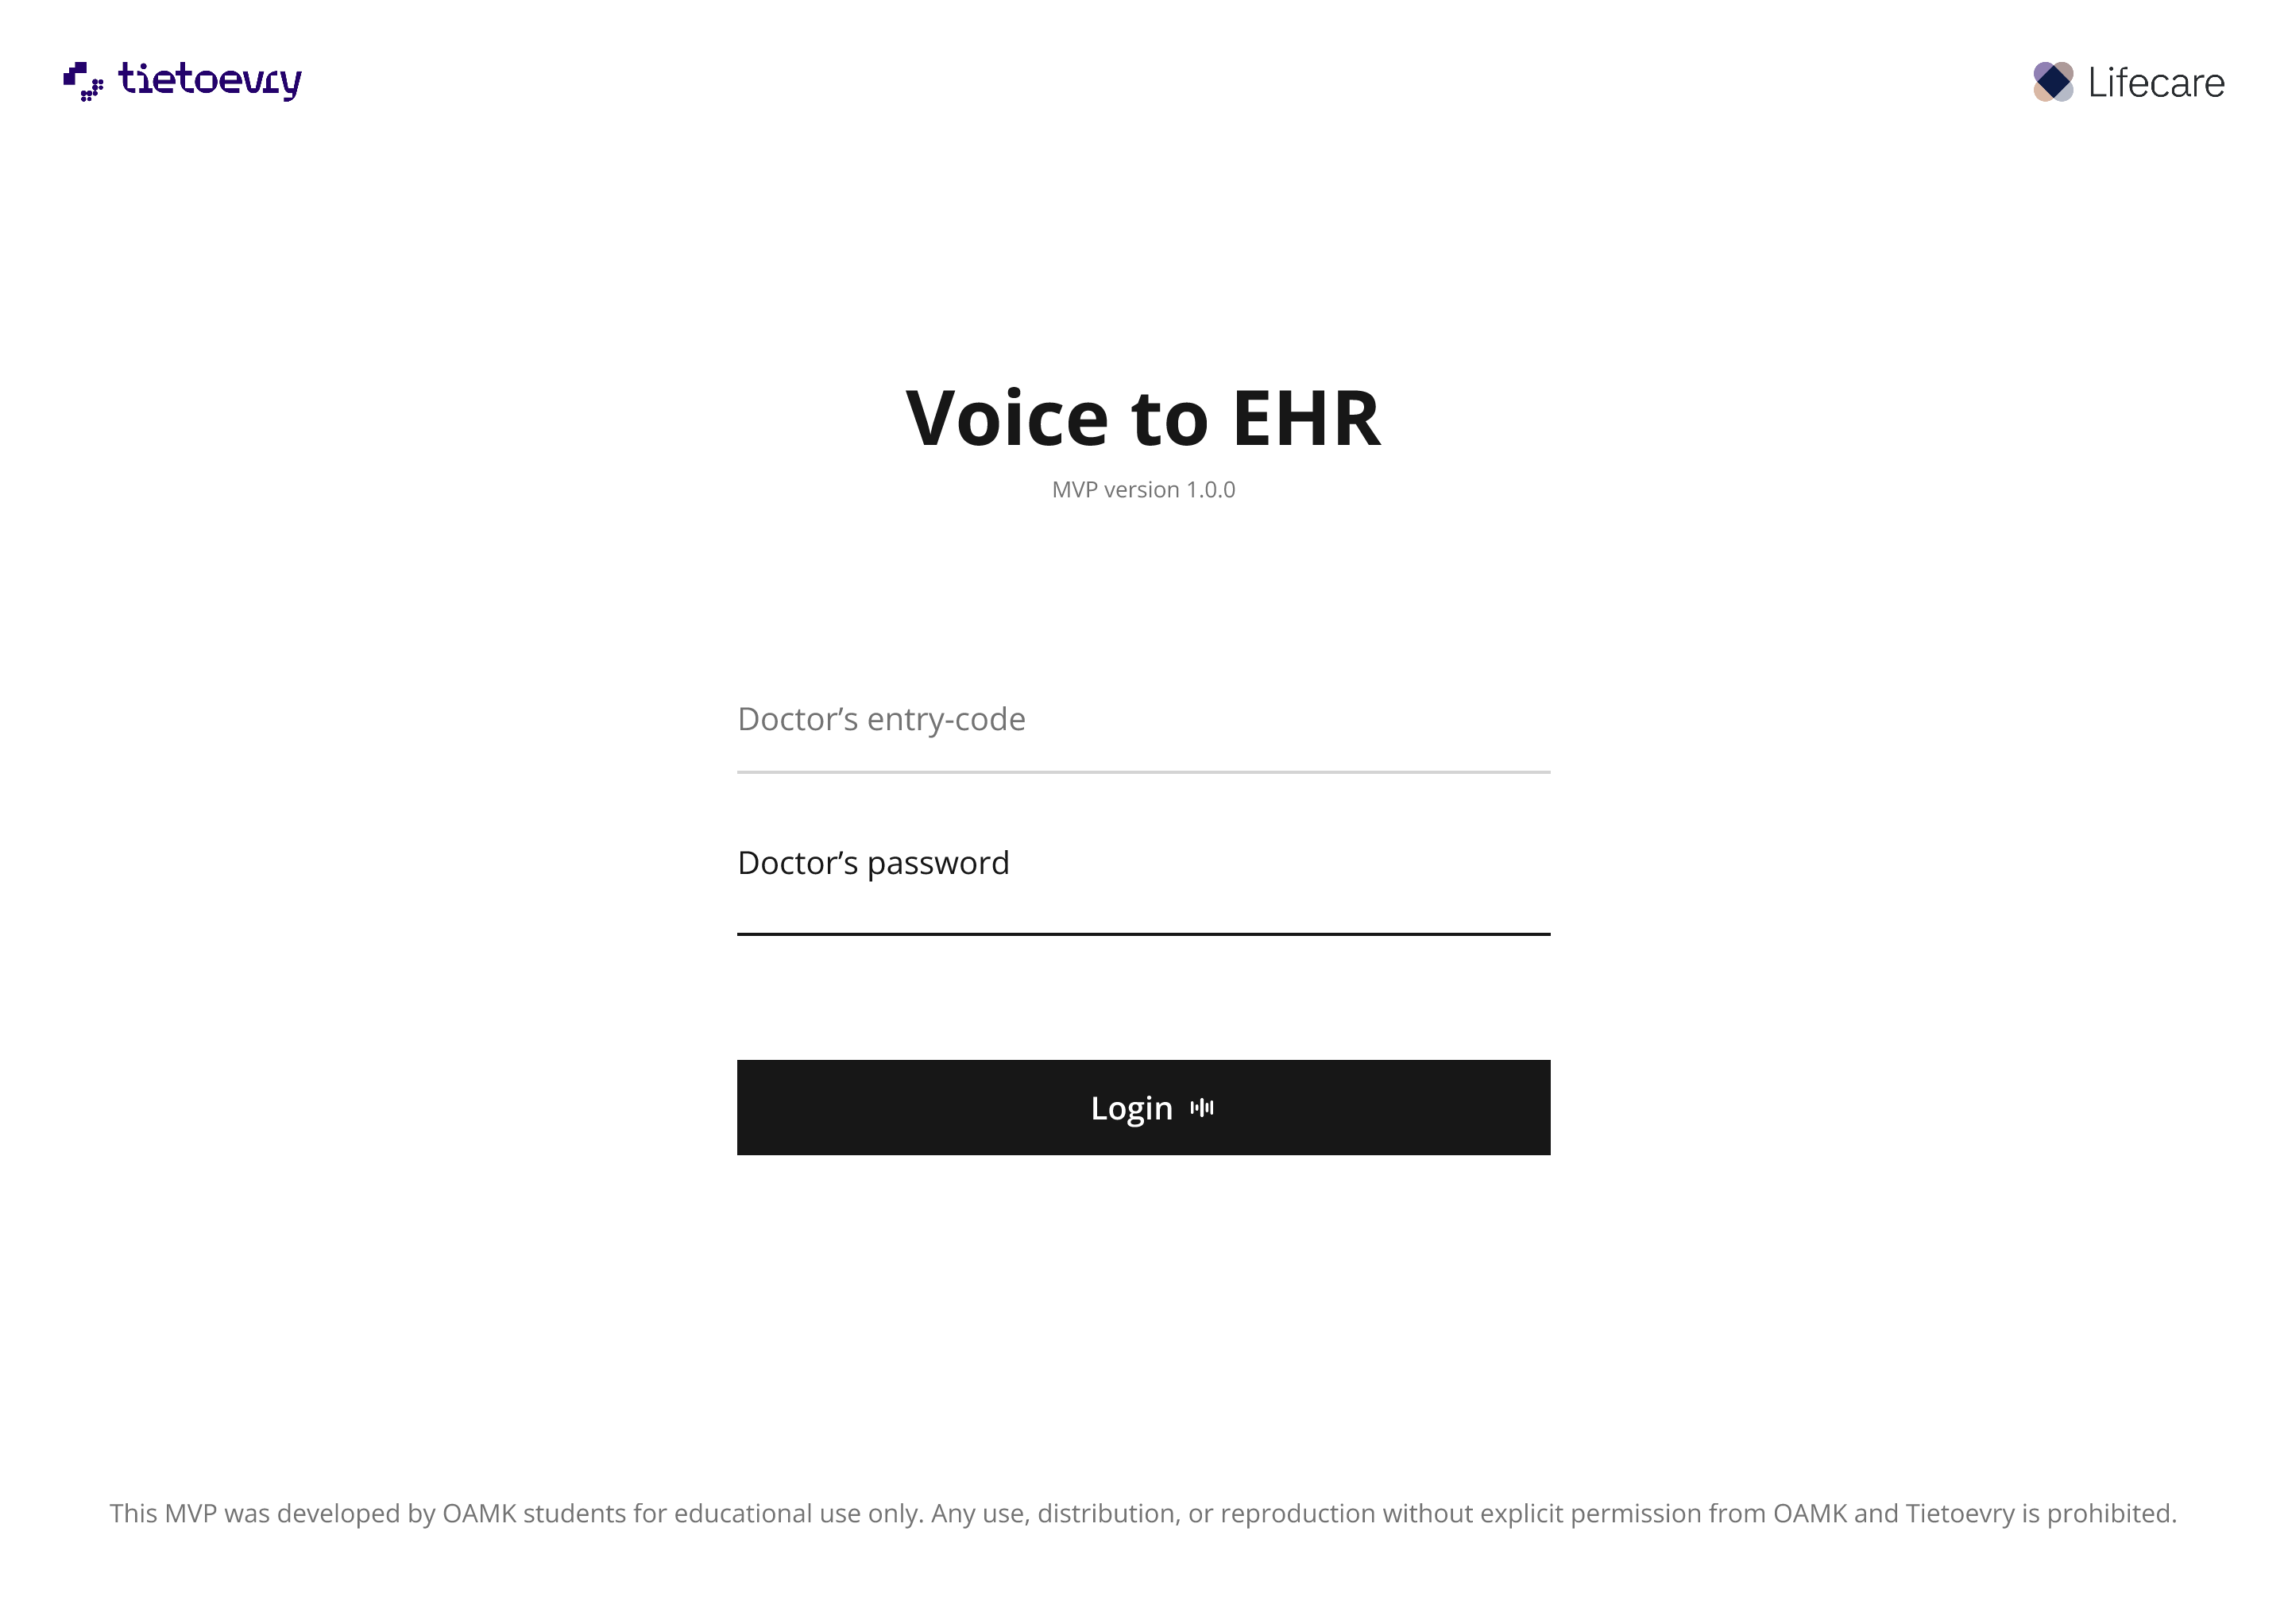 tietoevry
Lifecare
Voice to EHR
MVP version 1.0.0
Doctor’s entry-code
Doctor’s password
Login
This MVP was developed by OAMK students for educational use only. Any use, distribution, or reproduction without explicit permission from OAMK and Tietoevry is prohibited.